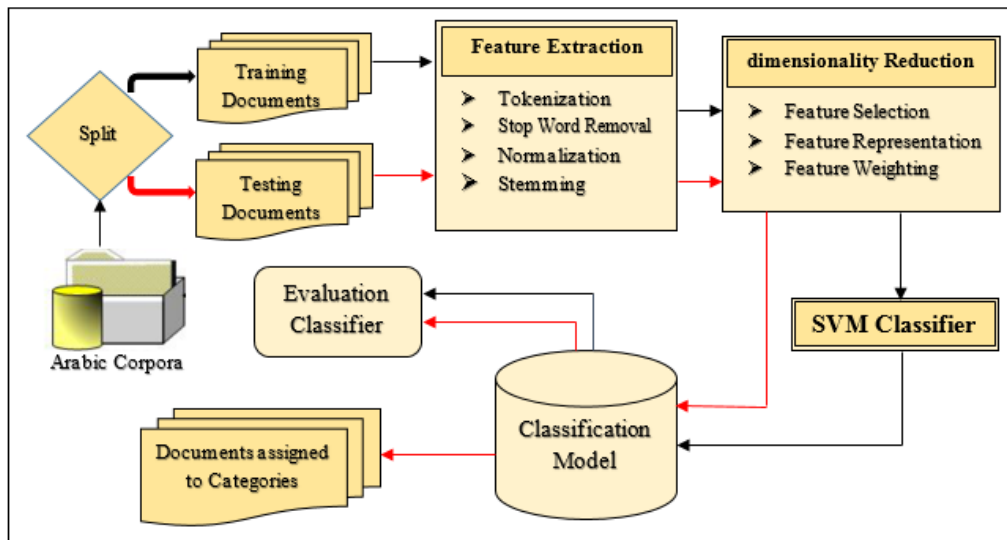 Split
Training
Documents
Testing
Documents
Arabic Corpora
Feature Extraction
➢ Tokenization
➢ Stop Word Removal
➢ Normalization
➢ Stemming
dimensionality Reduction
➢ Feature Selection
➢ Feature Representation
➢ Feature Weighting
Evaluation
Classifier
SVM Classifier
Classification
Model
Documents assigned
to Categories